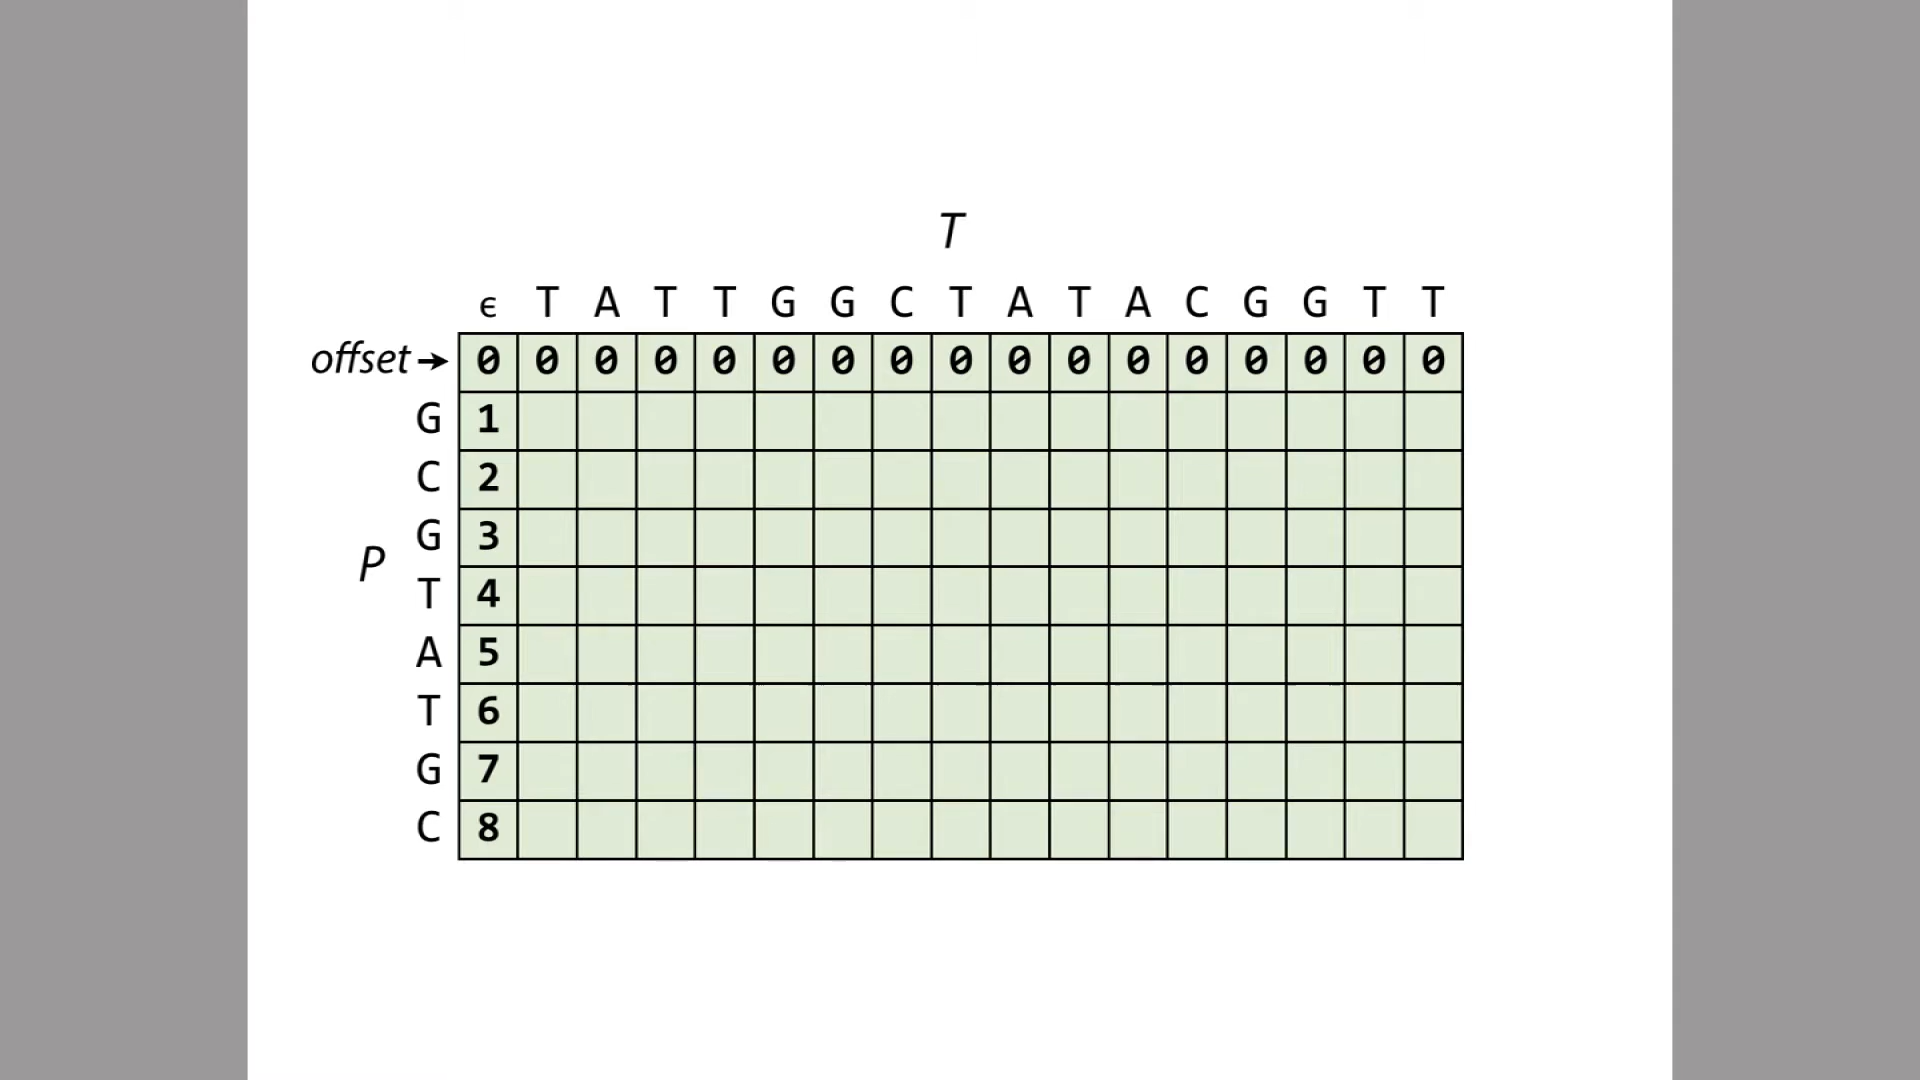 T
ϵ T A T T G G C T A T A C G G T T
offset→ 0 0 0 0 0 0 0 0 0 0 0 0 0 0 0 0 0
G 1
C 2
G 3
P
T 4
A 5
T 6
G 7
C 8